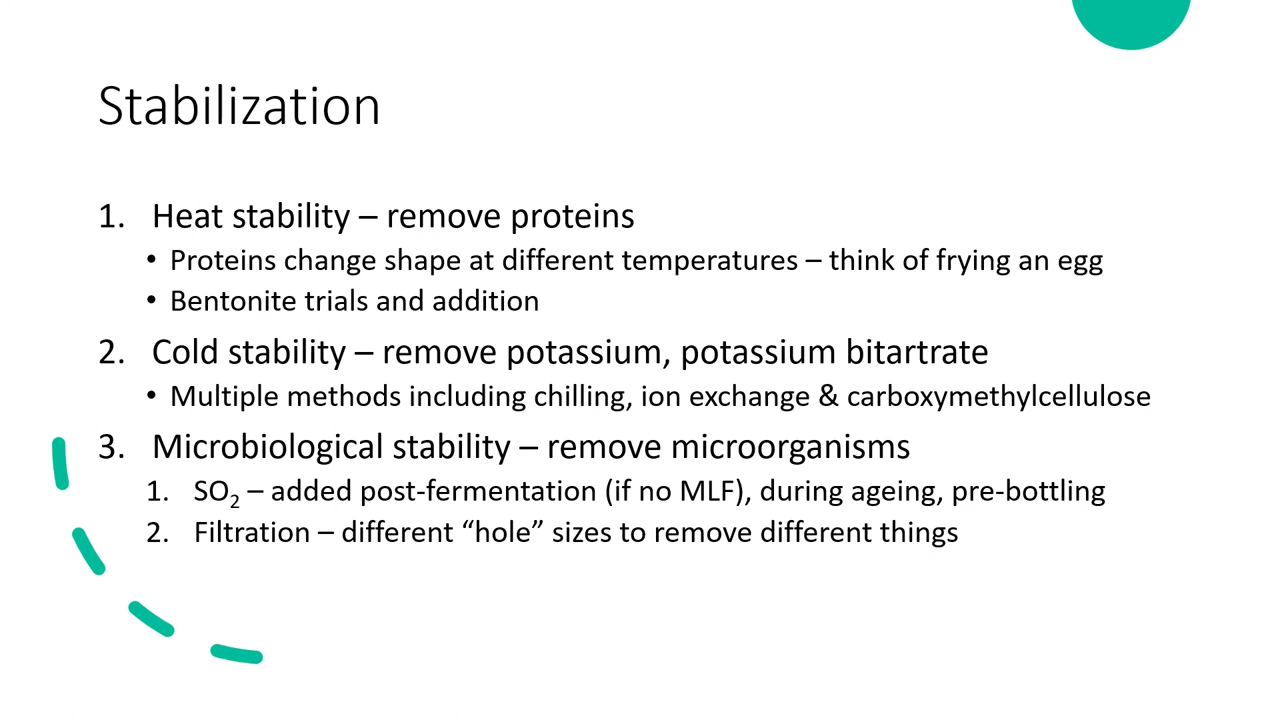 Stabilization
1. Heat stability – remove proteins
• Proteins change shape at different temperatures – think of frying an egg
• Bentonite trials and addition
2. Cold stability – remove potassium, potassium bitartrate
• Multiple methods including chilling, ion exchange & carboxymethylcellulose
3. Microbiological stability – remove microorganisms
1. SO₂ – added post-fermentation (if no MLF), during ageing, pre-bottling
2. Filtration – different “hole” sizes to remove different things